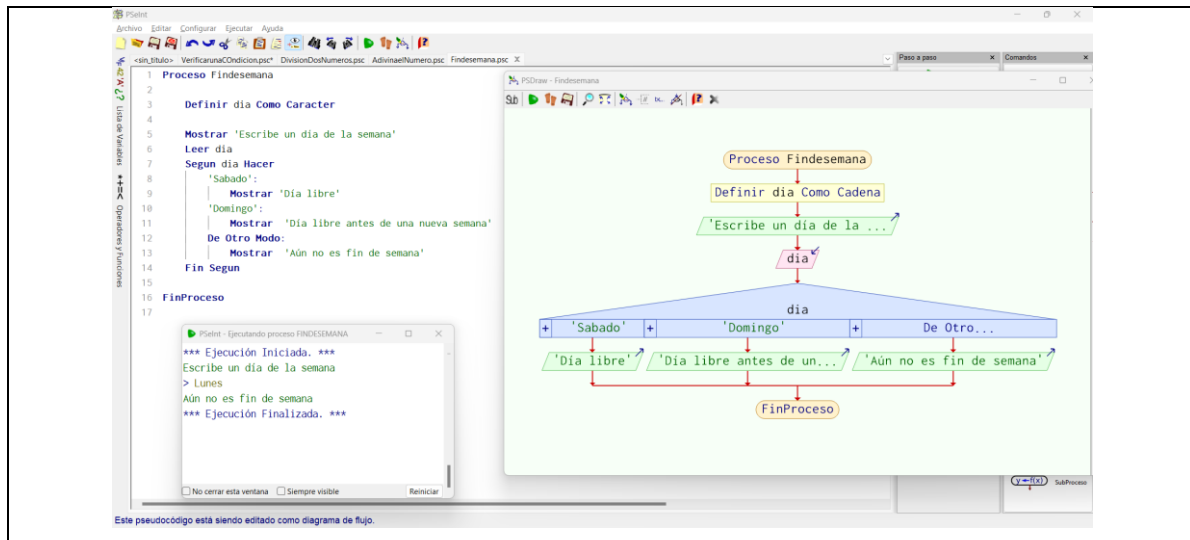 PSeInt
Archivo Editar Configurar Ejecutar Ayuda
<sin_titulo> VerificarunaCOndicion.psc* DivisionDosNumeros.psc AdivinaelNumero.psc Findesemana.psc X
Paso a paso x Comandos x
Lista de Variables
Operadores y Funciones
1 Proceso Findesemana
2
3 Definir dia Como Caracter
4
5 Mostrar 'Escribe un día de la semana'
6 Leer dia
7 Segun dia Hacer
8 'Sabado':
9 Mostrar 'Día libre'
10 'Domingo':
11 Mostrar 'Día libre antes de una nueva semana'
12 De Otro Modo:
13 Mostrar 'Aún no es fin de semana'
14 Fin Segun
15
16 FinProceso
17
PSeInt - Ejecutando proceso FINDESEMANA
*** Ejecución Iniciada. ***
Escribe un día de la semana
> Lunes
Aún no es fin de semana
*** Ejecución Finalizada. ***
No cerrar esta ventana Siempre visible Reiniciar
PSDraw - Findesemana
Sub
Proceso Findesemana
Definir dia Como Cadena
'Escribe un día de la ...
dia
dia
+ 'Sabado' + 'Domingo' + De Otro...
'Día libre' 'Día libre antes de un... 'Aún no es fin de semana'
FinProceso
y←f(x) SubProceso
Este pseudocódigo está siendo editado como diagrama de flujo.